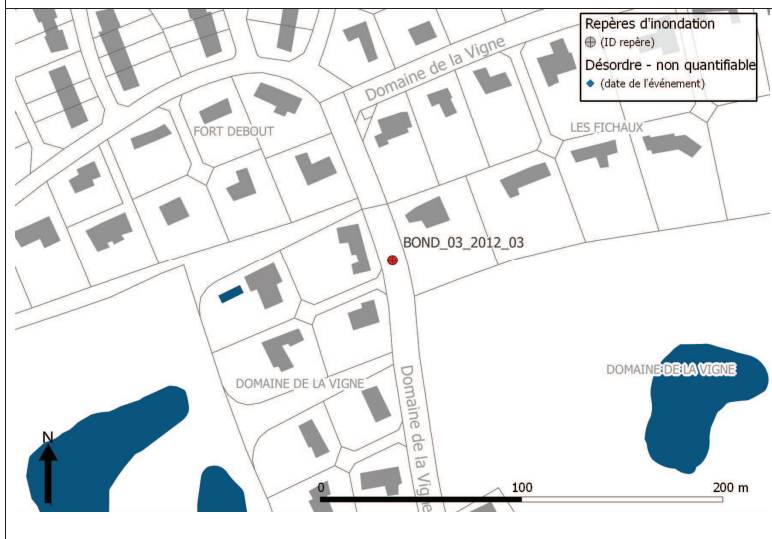 Repères d'inondation
(ID repère)
Désordre - non quantifiable
(date de l'événement)
Domaine de la Vigne
FORT DEBOUT
LES FICHAUX
BOND_03_2012_03
DOMAINE DE LA VIGNE
DOMAINE DE LA VIGNE
Domaine de la Vigne
N
0
100
200 m